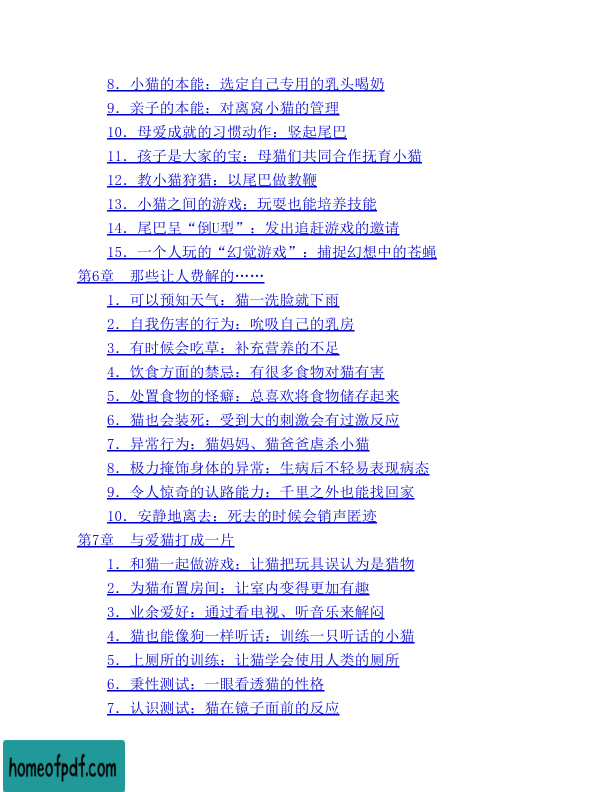 8. 小猫的本能：选定自己专用的乳头喝奶
9. 亲子的本能：对离窝小猫的管理
10. 母爱成就的习惯动作：竖起尾巴
11. 孩子是大家的宝：母猫们共同合作抚育小猫
12. 教小猫狩猎：以尾巴做教鞭
13. 小猫之间的游戏：玩耍也能培养技能
14. 尾巴呈“倒U型”：发出追赶游戏的邀请
15. 一个人玩的“幻觉游戏”：捕捉幻想中的苍蝇
第6章　那些让人费解的……
1. 可以预知天气：猫一洗脸就下雨
2. 自我伤害的行为：吮吸自己的乳房
3. 有时候会吃草：补充营养的不足
4. 饮食方面的禁忌：有很多食物对猫有害
5. 处置食物的怪癖：总喜欢将食物储存起来
6. 猫也会装死：受到大的刺激会有过激反应
7. 异常行为：猫妈妈、猫爸爸虐杀小猫
8. 极力掩饰身体的异常：生病后不轻易表现病态
9. 令人惊奇的认路能力：千里之外也能找回家
10. 安静地离去：死去的时候会销声匿迹
第7章　与爱猫打成一片
1. 和猫一起做游戏：让猫把玩具误认为是猎物
2. 为猫布置房间：让室内变得更加有趣
3. 业余爱好：通过看电视、听音乐来解闷
4. 猫也能像狗一样听话：训练一只听话的小猫
5. 上厕所的训练：让猫学会使用人类的厕所
6. 秉性测试：一眼看透猫的性格
7. 认识测试：猫在镜子面前的反应
homeofpdf.com